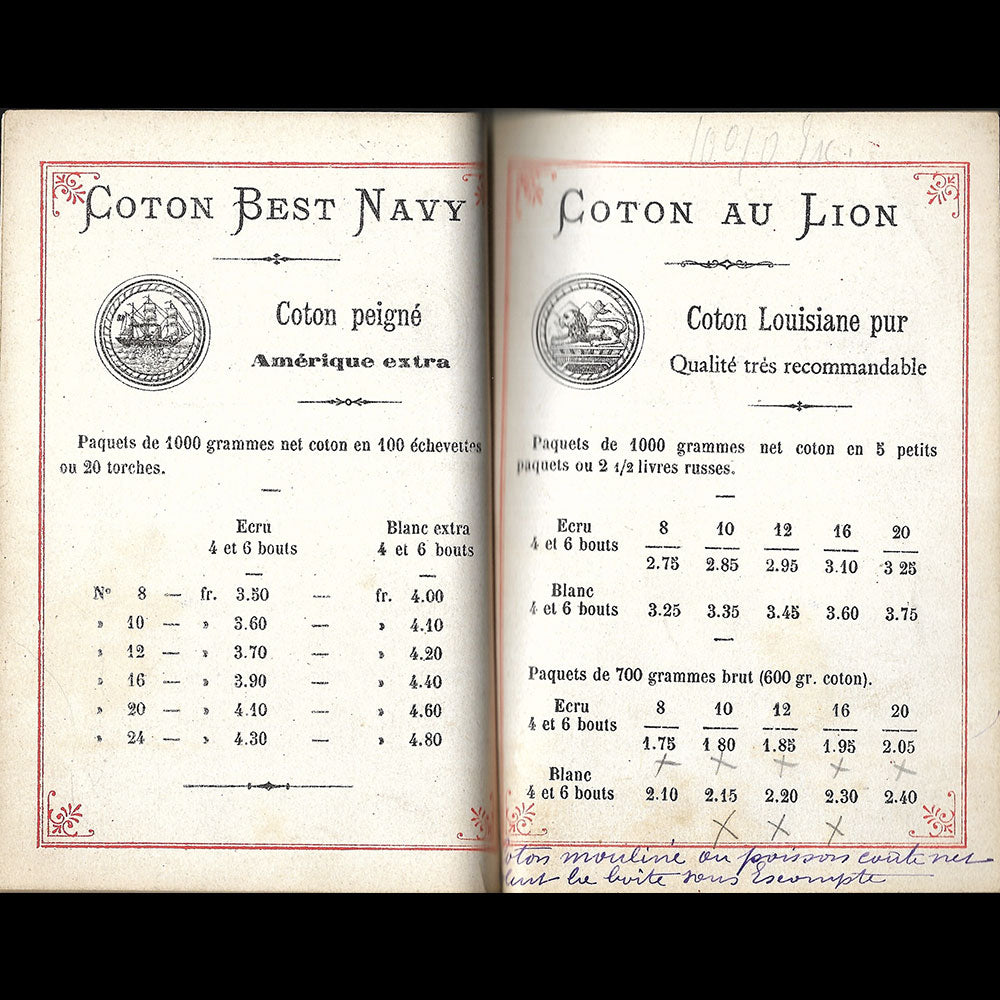 COTON BEST NAVY
Coton peigné
Amérique extra
Paquets de 1000 grammes net coton en 100 échevettes
ou 20 torches.
Ecru Blanc extra
4 et 6 bouts 4 et 6 bouts
Nº 8 — fr. 3.50 — fr. 4.00
» 10 — » 3.60 — » 4.10
» 12 — » 3.70 — » 4.20
» 16 — » 3.90 — » 4.40
» 20 — » 4.10 — » 4.60
» 24 — » 4.30 — » 4.80
COTON AU LION
Coton Louisiane pur
Qualité très recommandable
Paquets de 1000 grammes net coton en 5 petits
paquets ou 2 1/2 livres russes.
Ecru 8 10 12 16 20
4 et 6 bouts
2.75 2.85 2.95 3.10 3 25
Blanc
4 et 6 bouts 3.25 3.35 3.45 3.60 3.75
Paquets de 700 grammes brut (600 gr. coton).
Ecru 8 10 12 16 20
4 et 6 bouts
1.75 1 80 1.85 1.95 2.05
Blanc
4 et 6 bouts 2.10 2.15 2.20 2.30 2.40
mouliné au poisson coute net
la boite sans Escompte